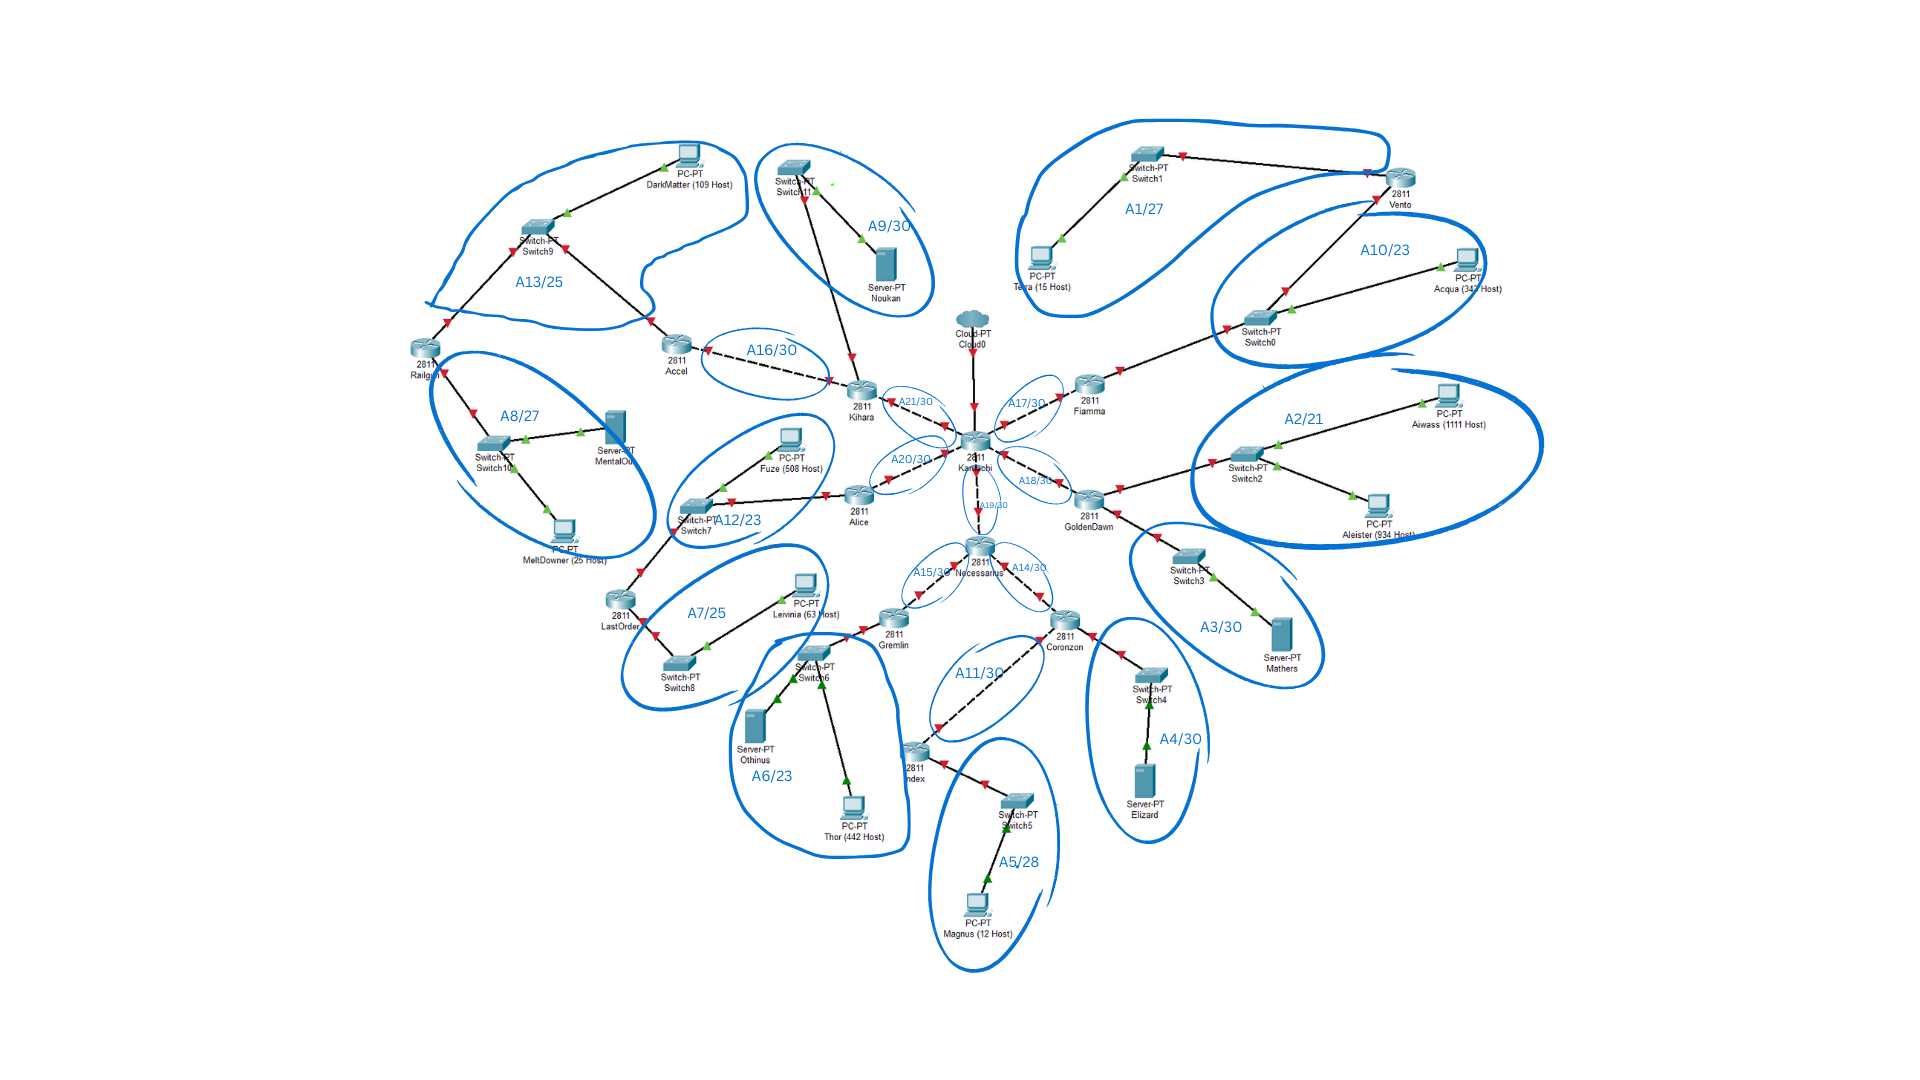 PC-PT
DarkMatter (109 Host)
Switch-PT
Switch9
A13/25
Switch-PT
Switch11
A9/30
Server-PT
Noukan
Switch-PT
Switch1
A1/27
PC-PT
Terra (15 Host)
2811
Vento
A10/23
PC-PT
Acqua (342 Host)
Switch-PT
Switch0
Cloud-PT
Cloud0
2811
Railgun
2811
Accel
A16/30
2811
Kihara
A21/30
A17/30
2811
Fiamma
A8/27
Switch-PT
Switch10
Server-PT
MentalOut
PC-PT
MeltDowner (25 Host)
PC-PT
Fuze (508 Host)
Switch-PT
Switch7
A12/23
2811
Alice
A20/30
2811
A18/30
A19/30
2811
GoldenDawn
A2/21
PC-PT
Aiwass (1111 Host)
Switch-PT
Switch2
PC-PT
Aleister (934 Host)
2811
LastOrder
A7/25
PC-PT
Leivinia (63 Host)
Switch-PT
Switch8
A15/30
2811
Necessarius
A14/30
2811
Gremlin
2811
Coronzon
Switch-PT
Switch3
A3/30
Server-PT
Mathers
Switch-PT
Switch6
Server-PT
Othinus
A6/23
PC-PT
Thor (442 Host)
A11/30
2811
Index
Switch-PT
Switch4
A4/30
Server-PT
Elizard
Switch-PT
Switch5
A5/28
PC-PT
Magnus (12 Host)